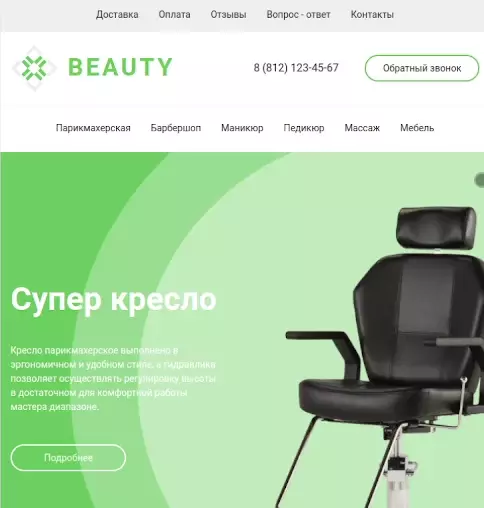 Доставка Оплата Отзывы Вопрос - ответ Контакты
BEAUTY 8 (812) 123-45-67 Обратный звонок
Парикмахерская Барбершоп Маникюр Педикюр Массаж Мебель
Супер кресло
Кресло парикмахерское выполнено в
эргономичном и удобном стиле, а гидравлика
позволяет осуществлять регулировку высоты
в достаточном для комфортной работы
мастера диапазоне.
Подробнее